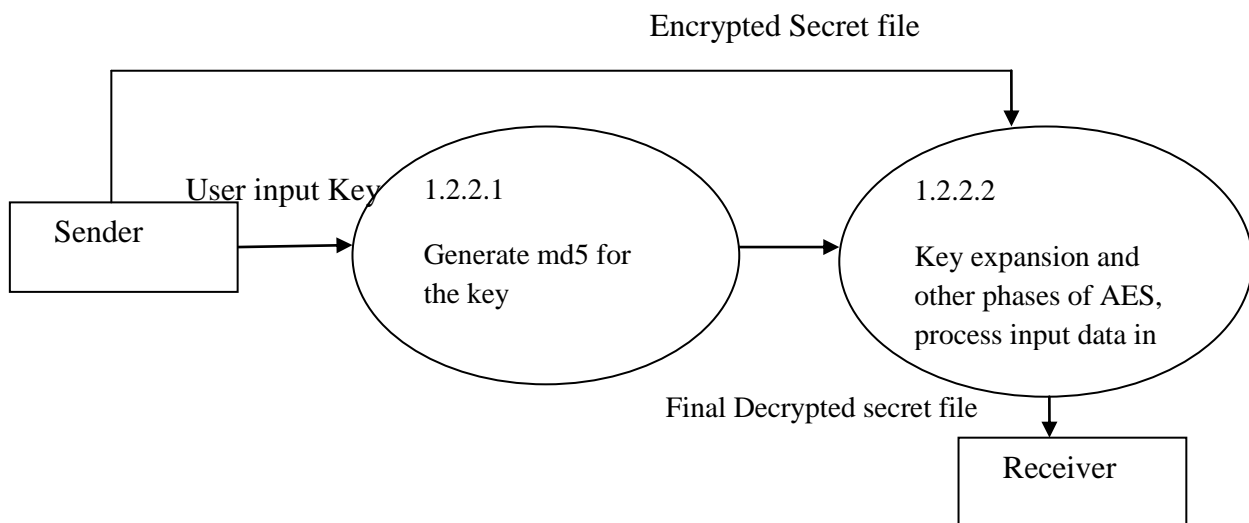 Encrypted Secret file
User input Key
Sender
1.2.2.1
Generate md5 for
the key
1.2.2.2
Key expansion and
other phases of AES,
process input data in
Final Decrypted secret file
Receiver